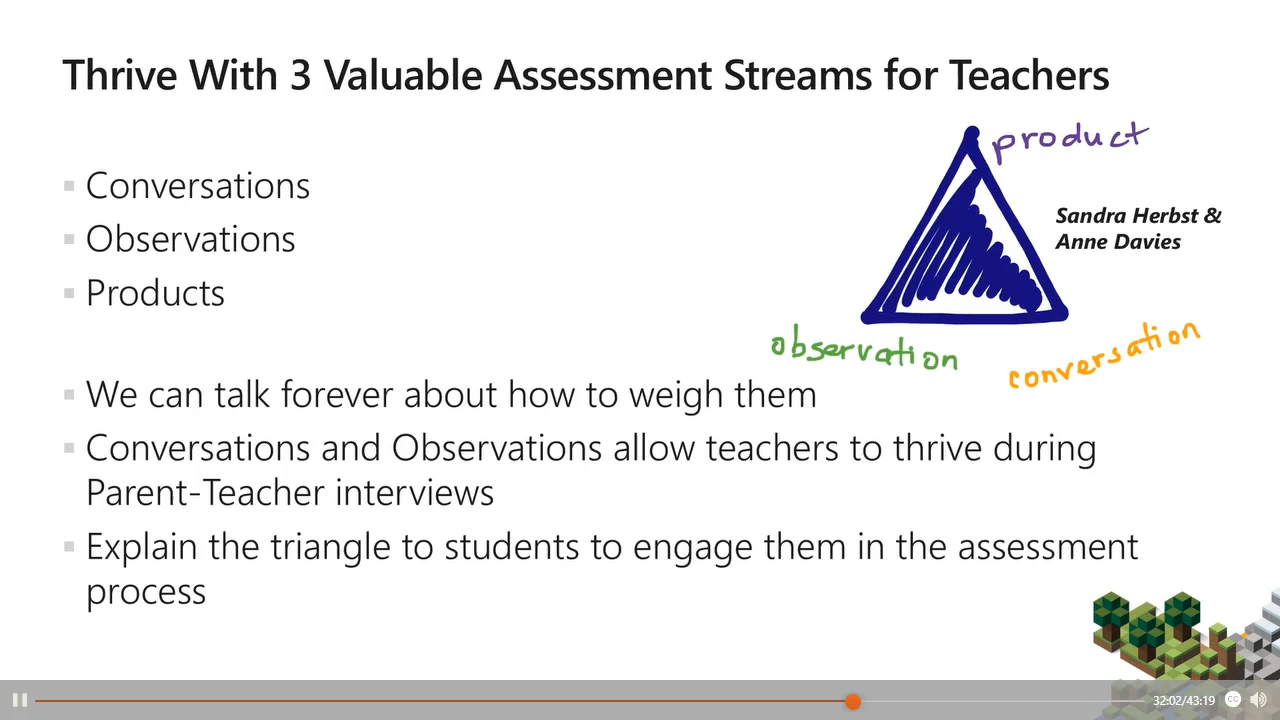 Thrive With 3 Valuable Assessment Streams for Teachers
product
Conversations
Sandra Herbst &
Anne Davies
Observations
Products
observation
conversation
We can talk forever about how to weigh them
Conversations and Observations allow teachers to thrive during
Parent-Teacher interviews
Explain the triangle to students to engage them in the assessment
process
32:02/43:19
CC